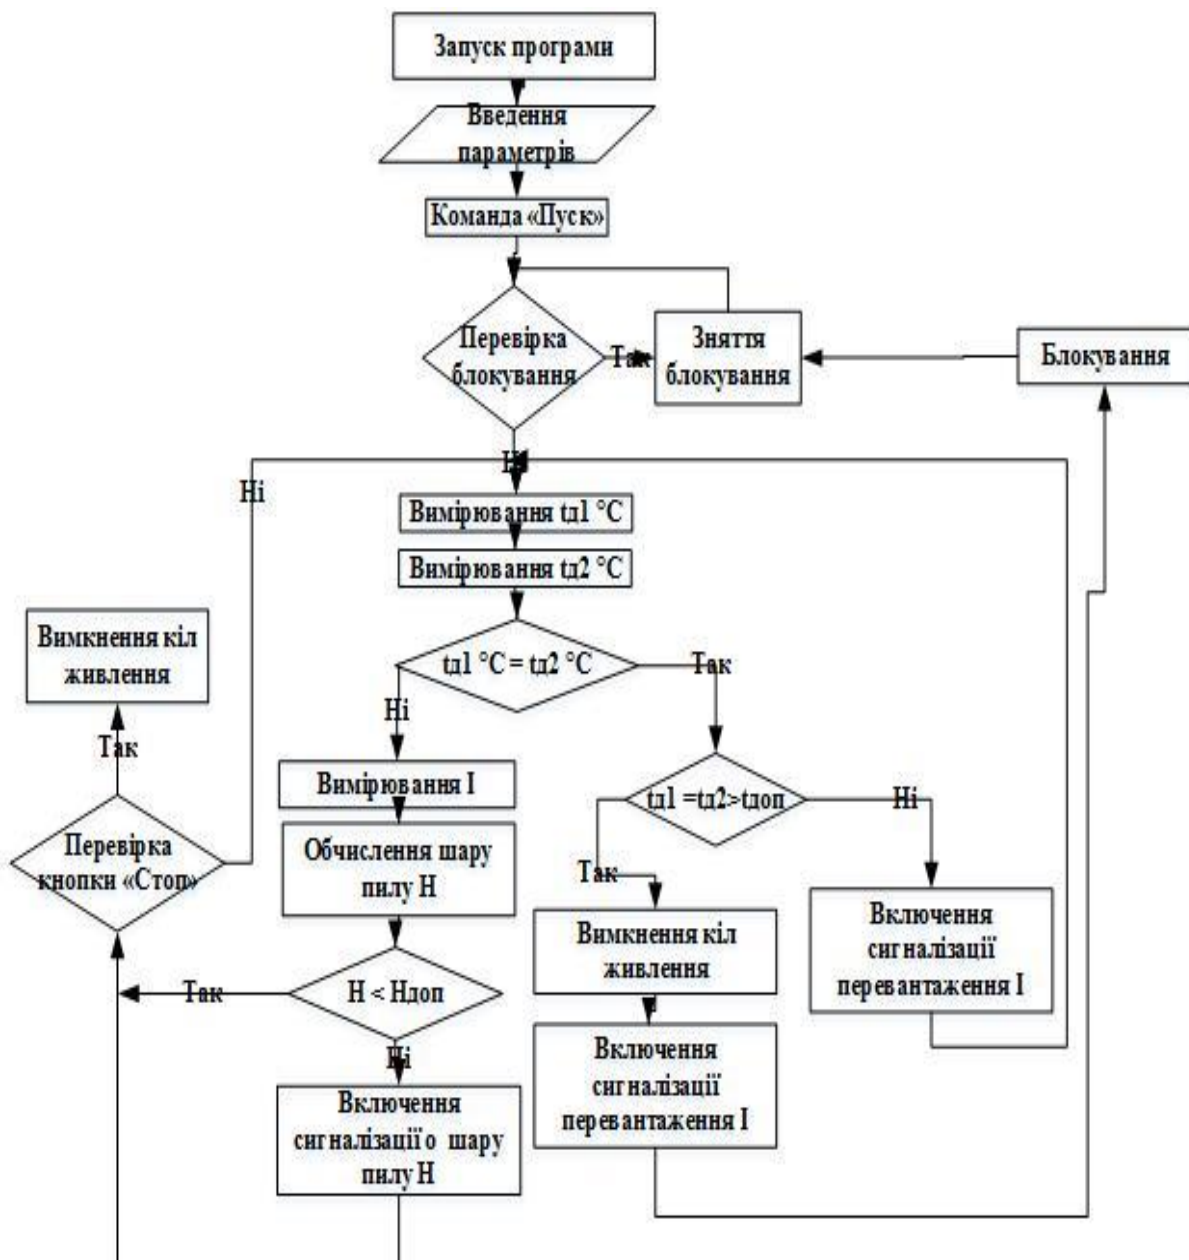 Запуск програми
Введення
параметрів
Команда «Пуск»
Перевірка
блокування
Так
Зняття
блокування
Блокування
Ні
Ні
Вимірювання tд1 °C
Вимірювання tд2 °C
Вимкнення кіл
живлення
tд1 °C = tд2 °C
Так
Ні
Так
Вимірювання I
tд1 =tд2>tдоп
Ні
Перевірка
кнопки «Стоп»
Обчислення шару
пилу H
Так
Включення
сигналізації
перевантаження I
Вимкнення кіл
живлення
H < Hдоп
Так
Ні
Включення
сигналізації
перевантаження I
Включення
сигналізації о шару
пилу H